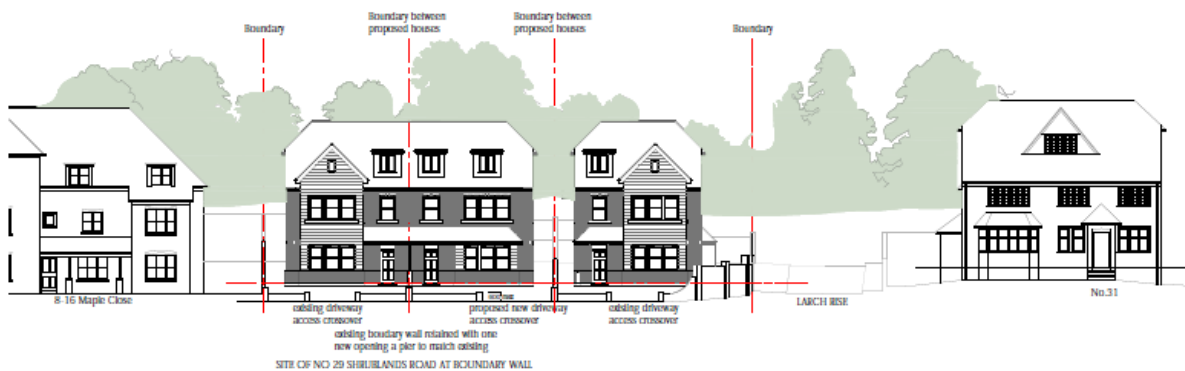 Boundary
Boundary between
proposed houses
Boundary between
proposed houses
Boundary
8-16 Maple Close
existing driveway
access crossover
proposed new driveway
access crossover
existing driveway
access crossover
LARCH RISE
No.31
existing boudary wall retained with one
new opening a pier to match existing
SITE OF NO 29 SHRUBLANDS ROAD AT BOUNDARY WALL